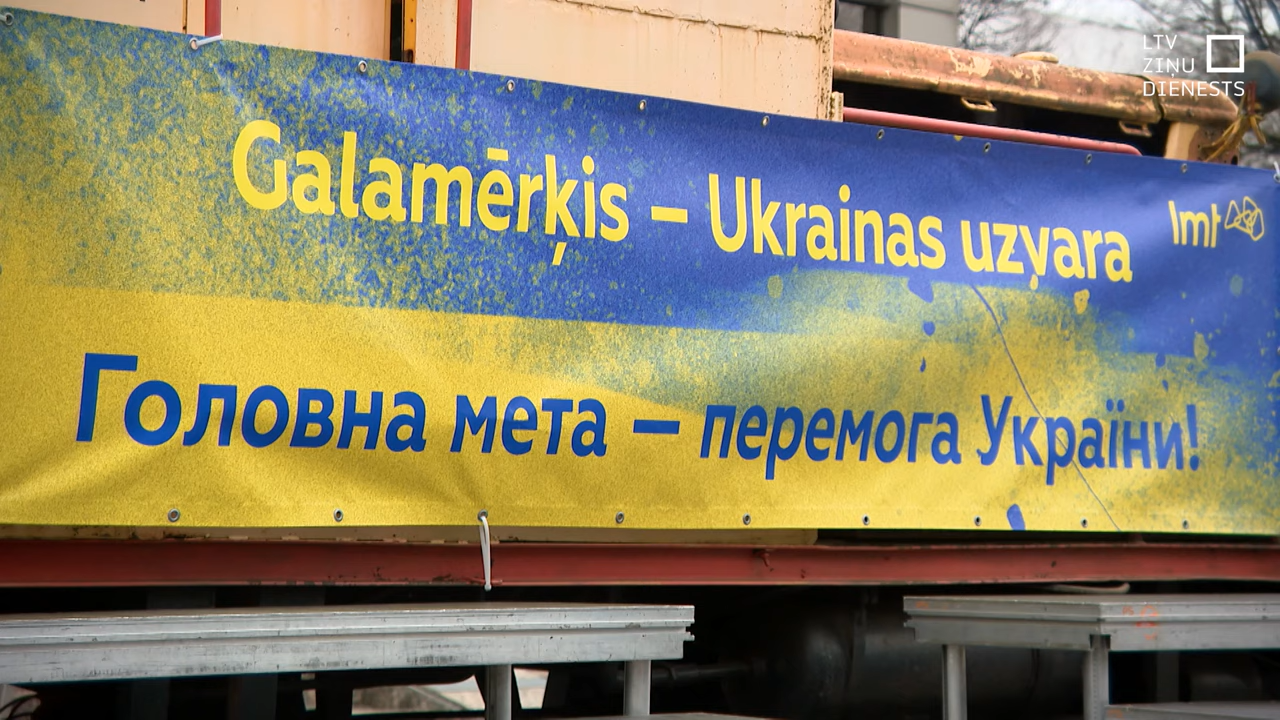 LTV
ZIŅU
DIENESTS
Galamērķis – Ukrainas uzvara
lmt
Головна мета – перемога України!